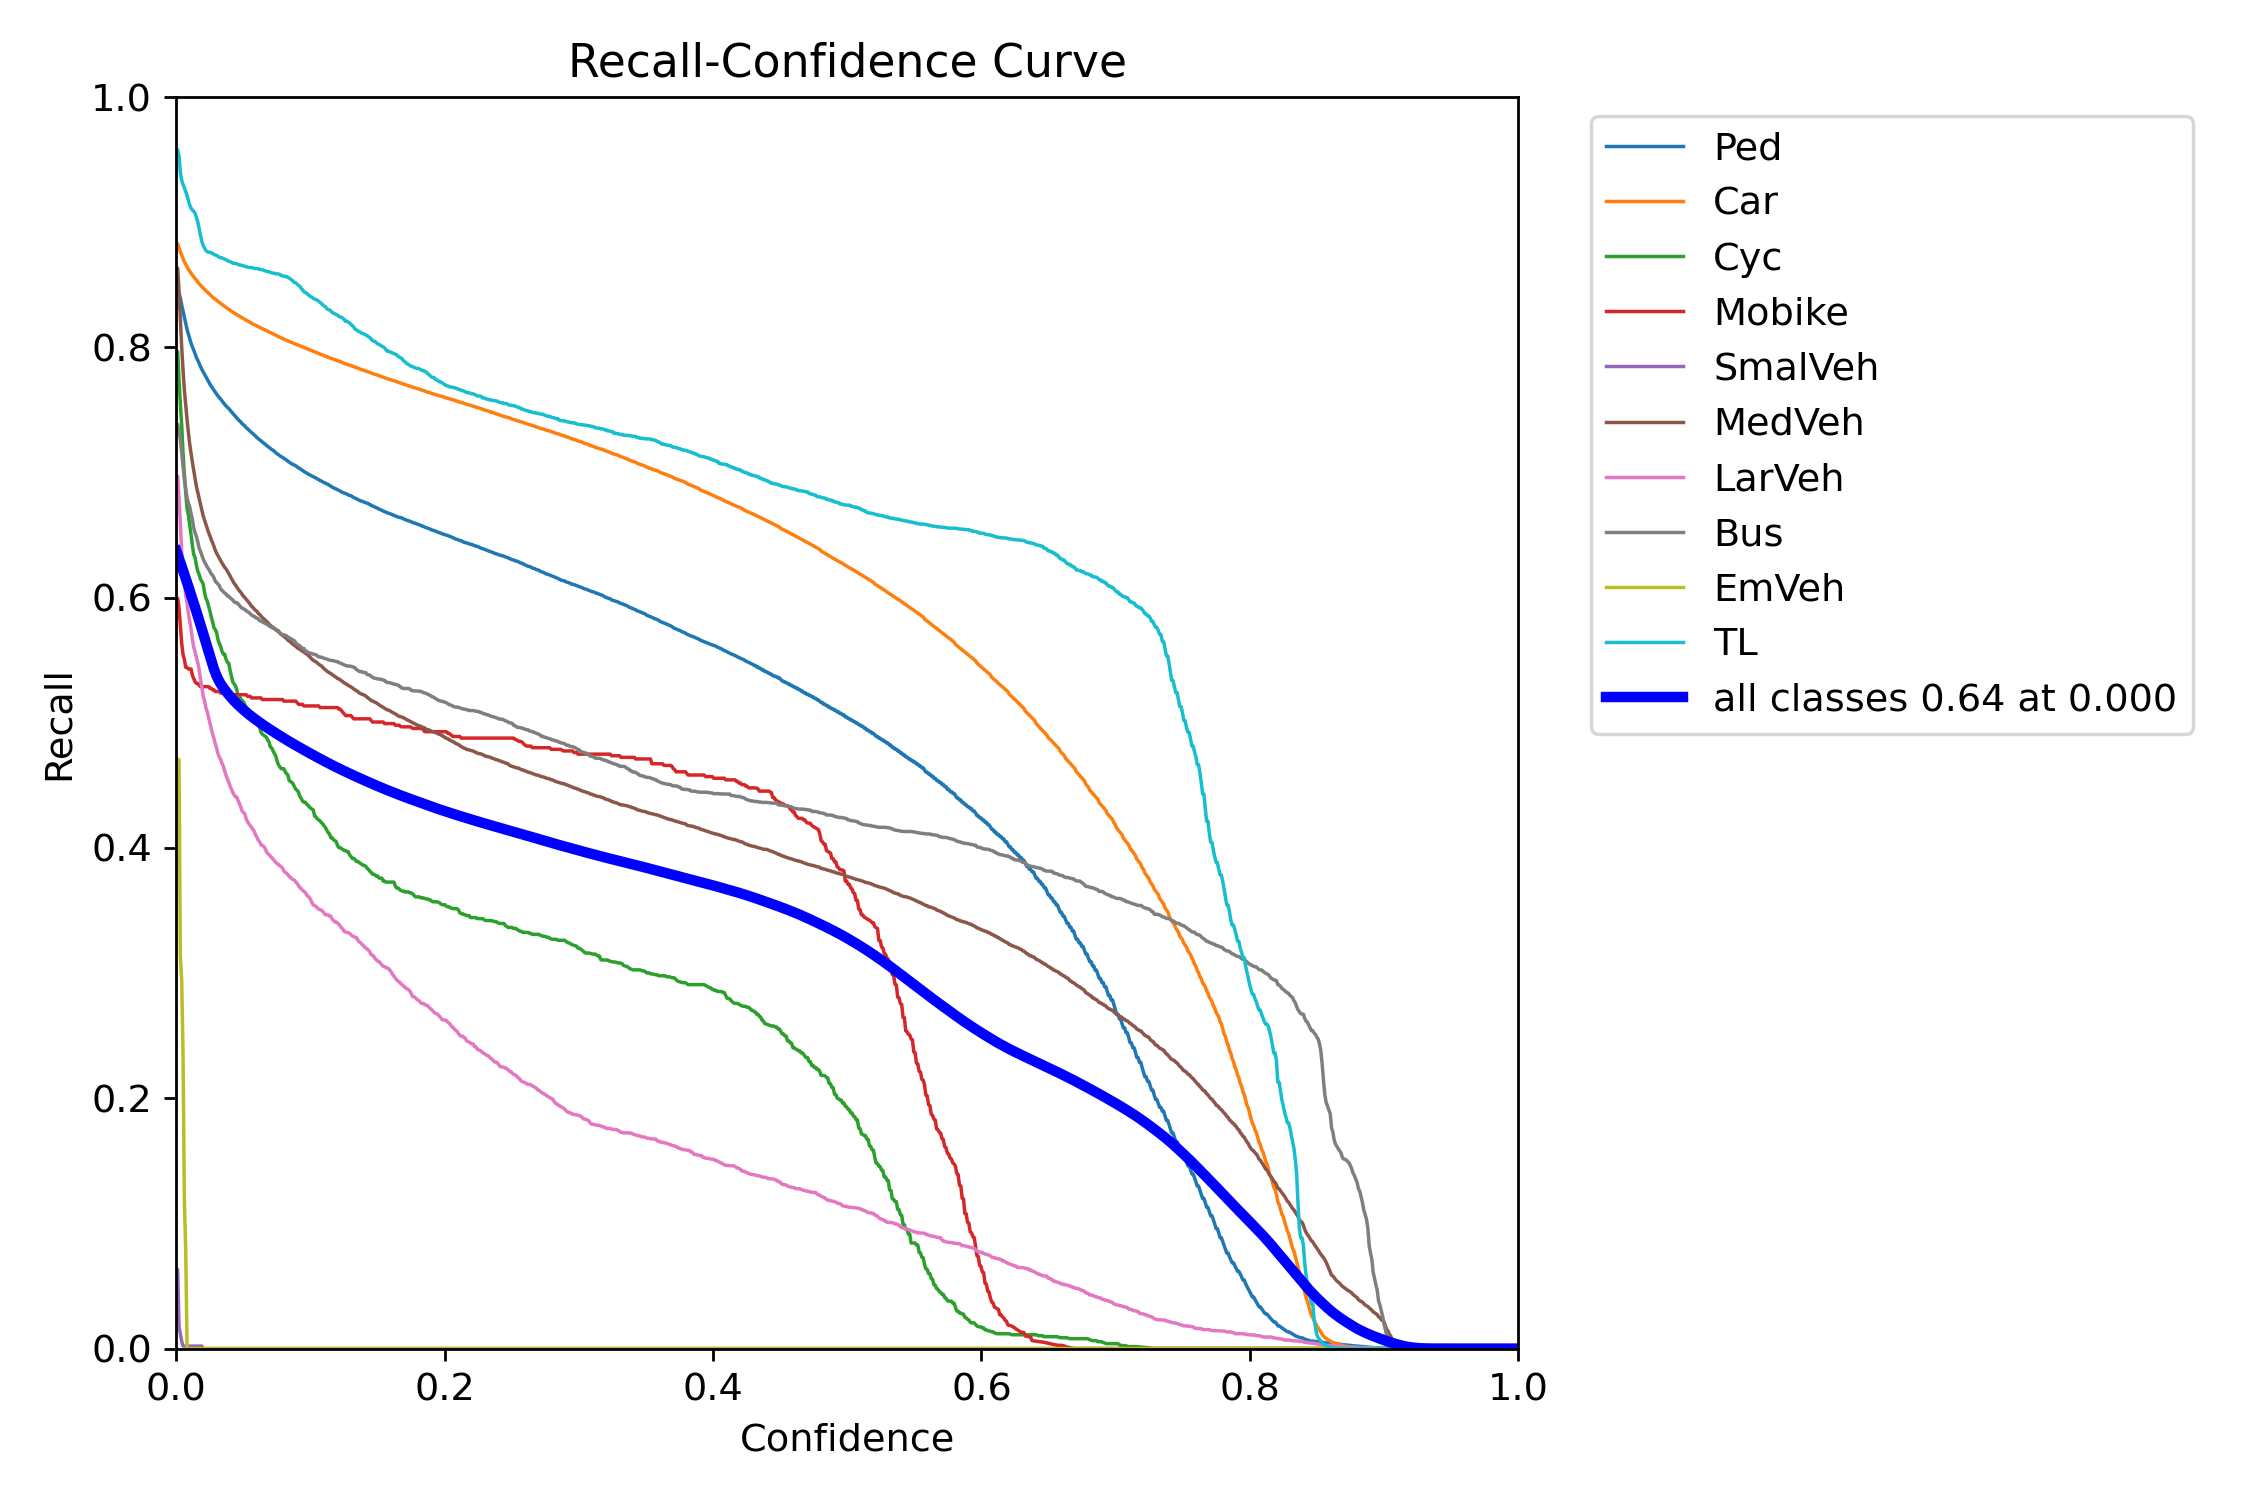 Recall-Confidence Curve
1.0
0.8
0.6
0.4
0.2
0.0
Recall
0.0 0.2 0.4 0.6 0.8 1.0
Confidence
Ped
Car
Cyc
Mobike
SmalVeh
MedVeh
LarVeh
Bus
EmVeh
TL
all classes 0.64 at 0.000